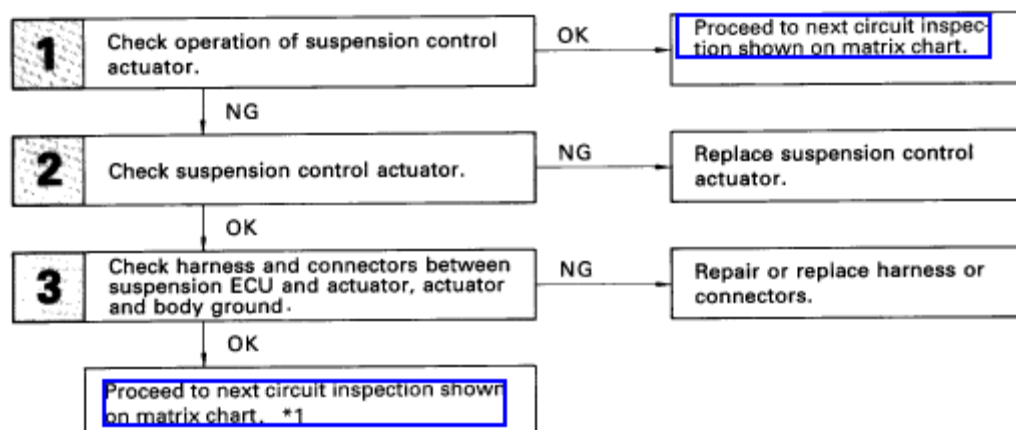 1
Check operation of suspension control
actuator.
OK
Proceed to next circuit inspec-
tion shown on matrix chart.
NG
2
Check suspension control actuator.
NG
Replace suspension control
actuator.
OK
3
Check harness and connectors between
suspension ECU and actuator, actuator
and body ground.
NG
Repair or replace harness or
connectors.
OK
Proceed to next circuit inspection shown
on matrix chart. *1